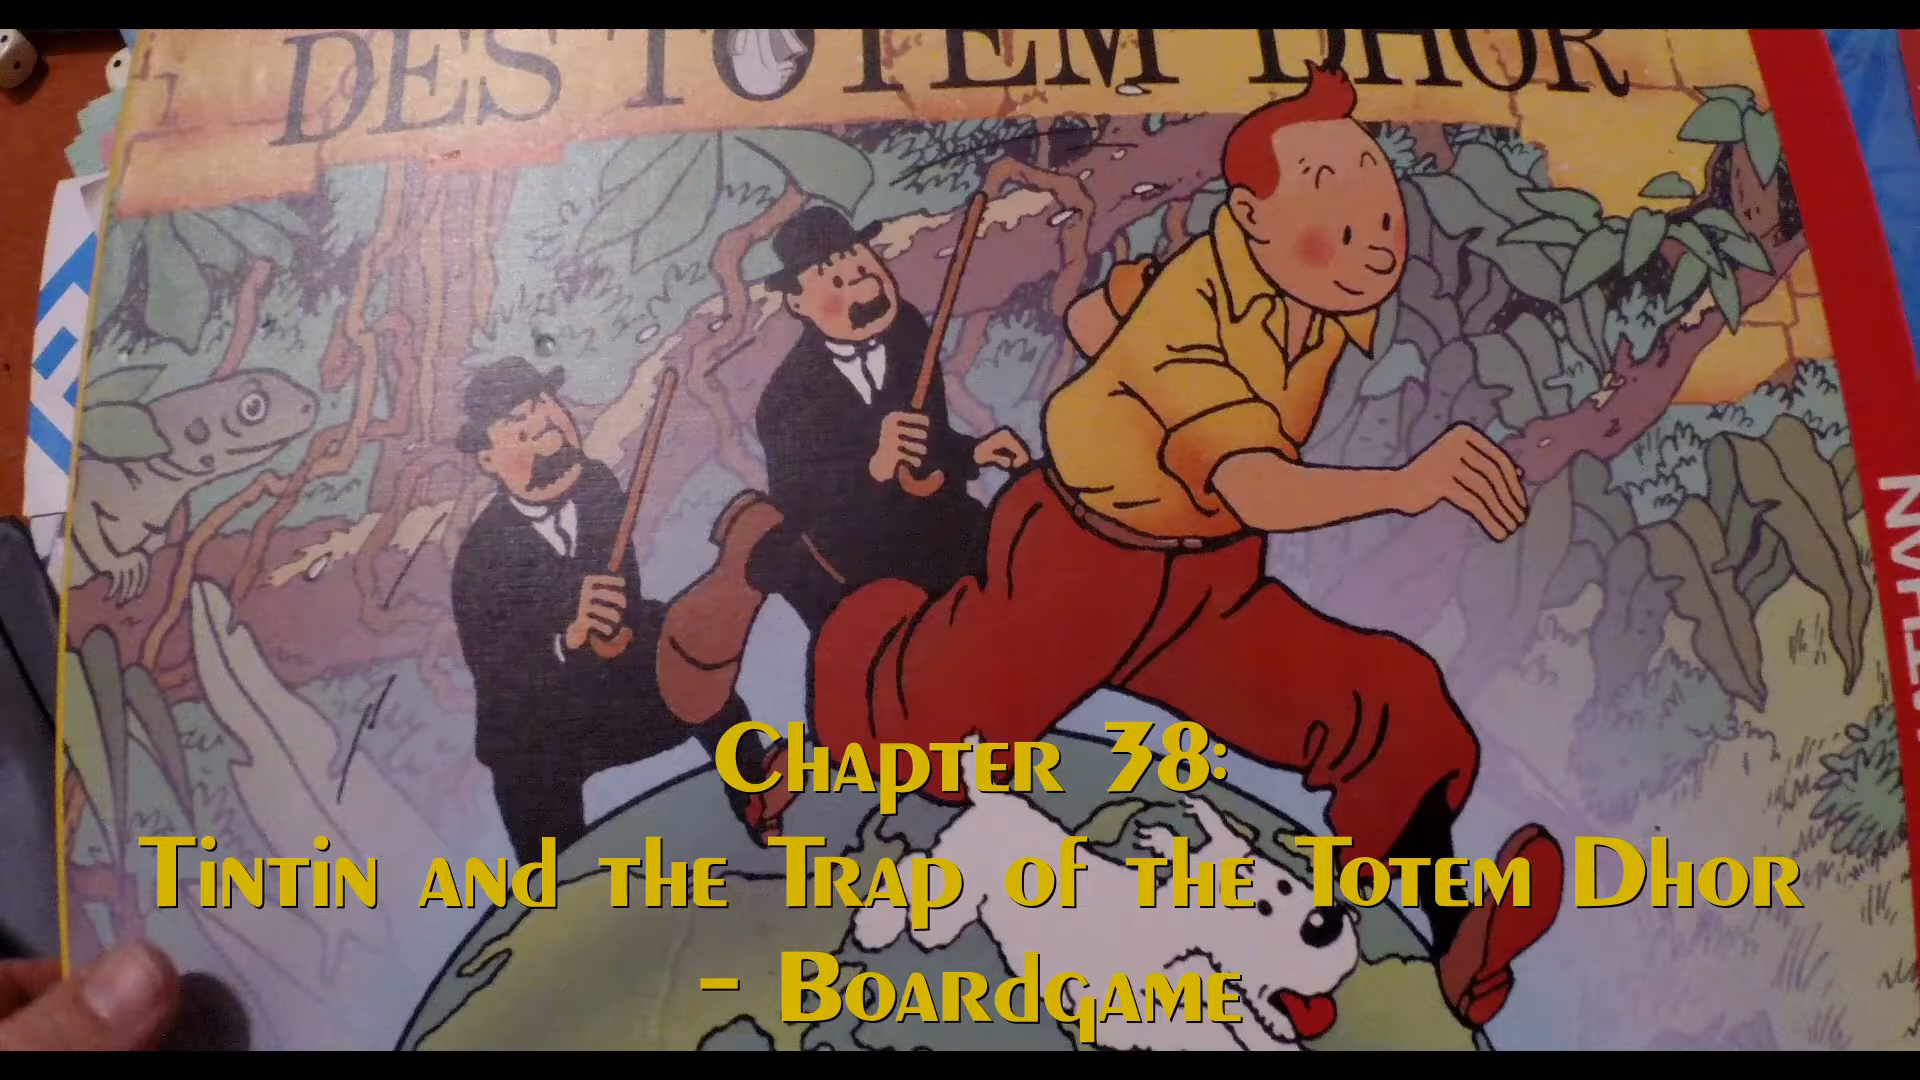 DES TOTEM DHOR
Chapter 38:
Tintin and the Trap of the Totem Dhor
- Boardgame